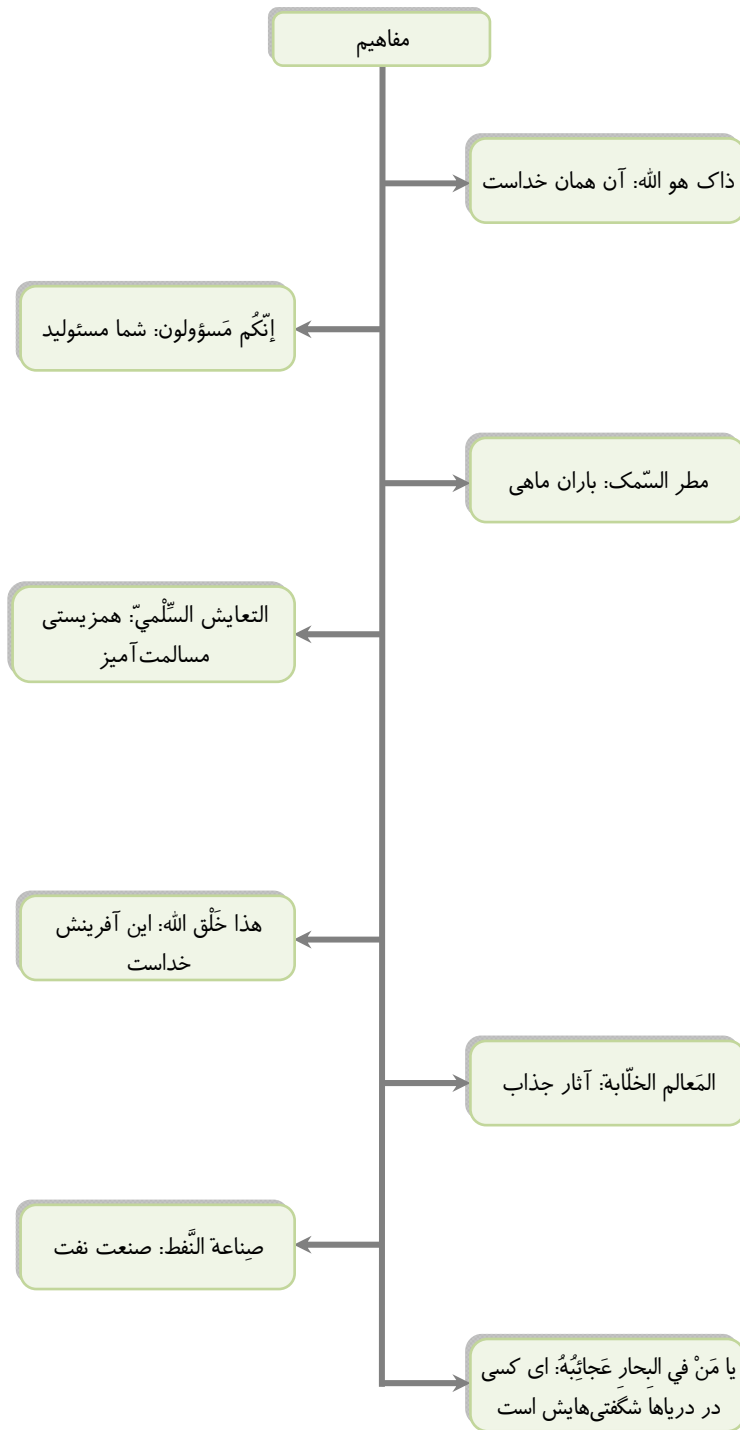 مفاهیم
ذاک هو الله: آن همان خداست
إنّکُم مَسؤولون: شما مسئولید
مطر السّمک: باران ماهی
التعایش السِّلْميّ: همزیستی
مسالمت‌آمیز
هذا خَلْق الله: این آفرینش
خداست
المَعالم الخلّابة: آثار جذاب
صِناعة النَّفط: صنعت نفت
یا مَنْ في البِحارِ عَجائِبُهُ: ای کسی
در دریاها شگفتی‌هایش است